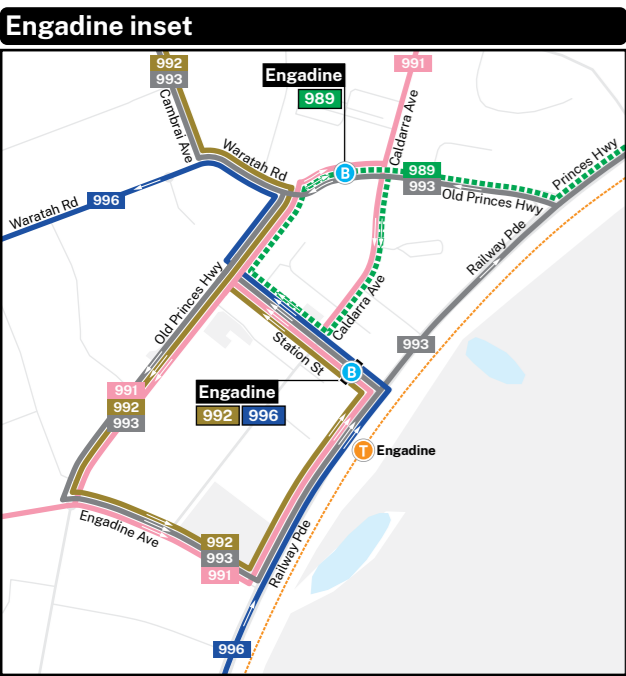 Engadine inset
992
993
991
Engadine
989
Cambrai Ave
Waratah Rd
Caldarra Ave
B
989
993
Princes Hwy
Old Princes Hwy
Waratah Rd
996
Railway Pde
Old Princes Hwy
Caldarra Ave
Station St
993
B
Engadine
992 996
991
992
993
T Engadine
Engadine Ave
992
993
991
Railway Pde
996